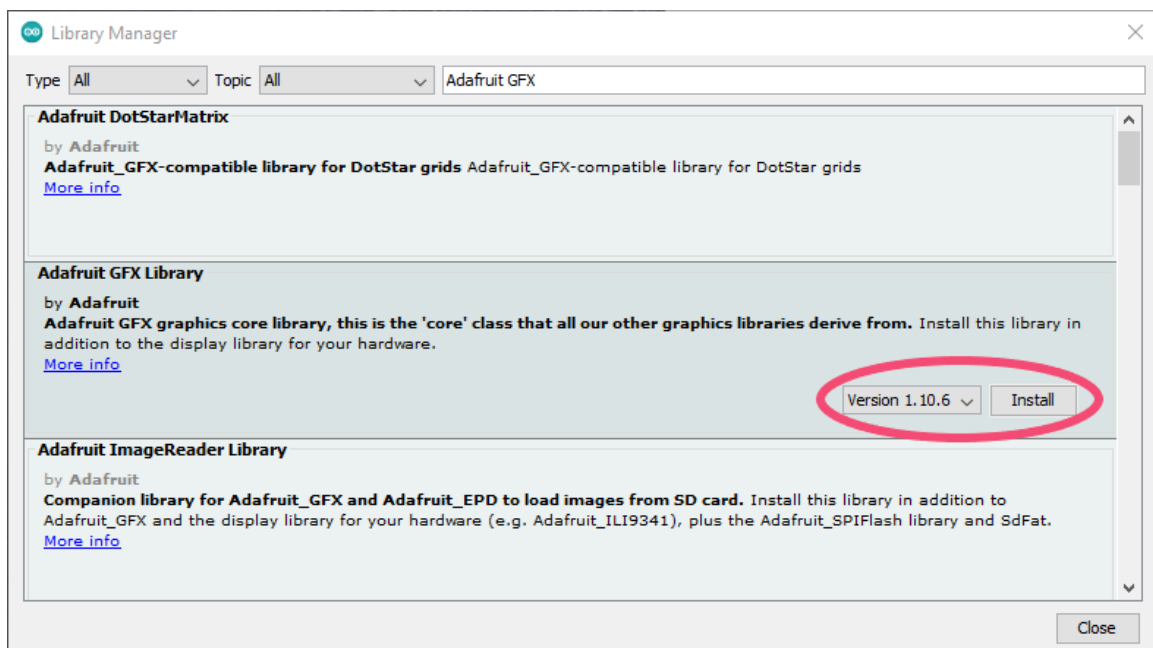 Library Manager
Type All Topic All Adafruit GFX
Adafruit DotStarMatrix
by Adafruit
Adafruit_GFX-compatible library for DotStar grids Adafruit_GFX-compatible library for DotStar grids
More info
Adafruit GFX Library
by Adafruit
Adafruit GFX graphics core library, this is the 'core' class that all our other graphics libraries derive from. Install this library in
addition to the display library for your hardware.
More info
Version 1.10.6 Install
Adafruit ImageReader Library
by Adafruit
Companion library for Adafruit_GFX and Adafruit_EPD to load images from SD card. Install this library in addition to
Adafruit_GFX and the display library for your hardware (e.g. Adafruit_ILI9341), plus the Adafruit_SPIFlash library and SdFat.
More info
Close